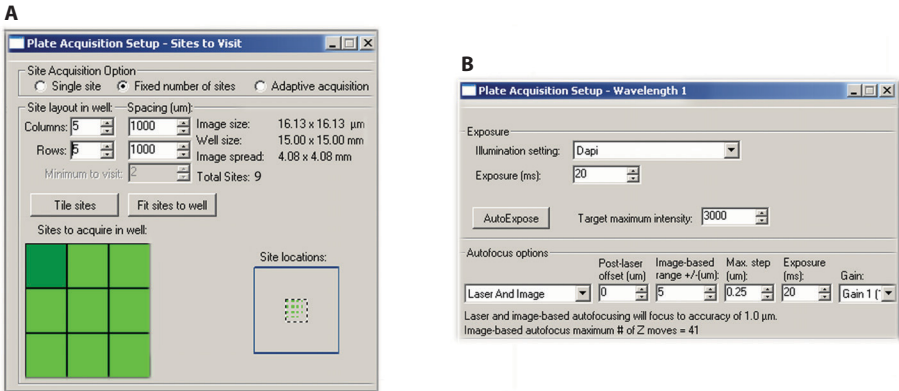 A
Plate Acquisition Setup - Sites to Visit
Site Acquisition Option
Single site Fixed number of sites Adaptive acquisition
Site layout in well: Spacing (um):
Columns: 5 1000 Image size: 16.13 x 16.13 µm
Well size: 15.00 x 15.00 mm
Rows: 5 1000 Image spread: 4.08 x 4.08 mm
Minimum to visit: 2 Total Sites: 9
Tile sites Fit sites to well
Sites to acquire in well:
Site locations:
B
Plate Acquisition Setup - Wavelength 1
Exposure
Illumination setting: Dapi
Exposure (ms): 20
AutoExpose Target maximum intensity: 3000
Autofocus options
Post-laser Image-based Max. step Exposure
offset (um) range +/-(um): (um): (ms): Gain:
Laser And Image 0 5 0.25 20 Gain 1 (
Laser and image-based autofocusing will focus to accuracy of 1.0 µm.
Image-based autofocus maximum # of Z moves = 41